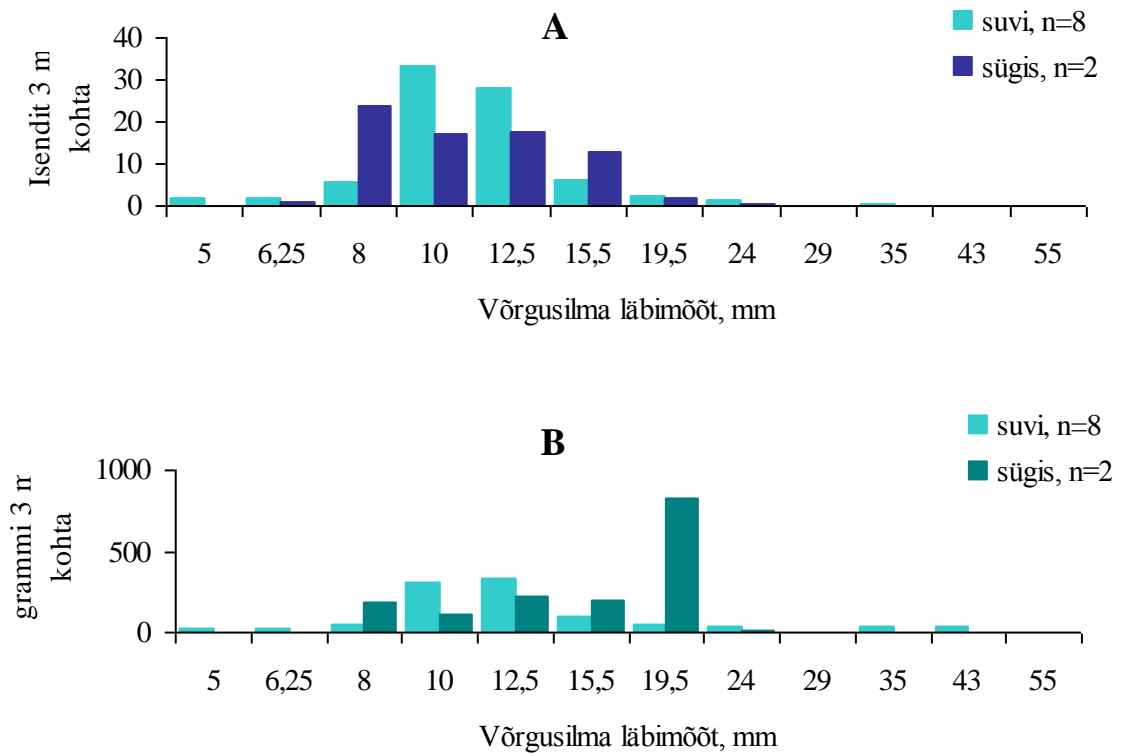 A
suvi, n=8
sügis, n=2
Isendit 3 m
kohta
40
30
20
10
0
5 6,25 8 10 12,5 15,5 19,5 24 29 35 43 55
Võrgusilma läbimõõt, mm
B
suvi, n=8
sügis, n=2
grammi 3
kohta
1000
500
0
5 6,25 8 10 12,5 15,5 19,5 24 29 35 43 55
Võrgusilma läbimõõt, mm